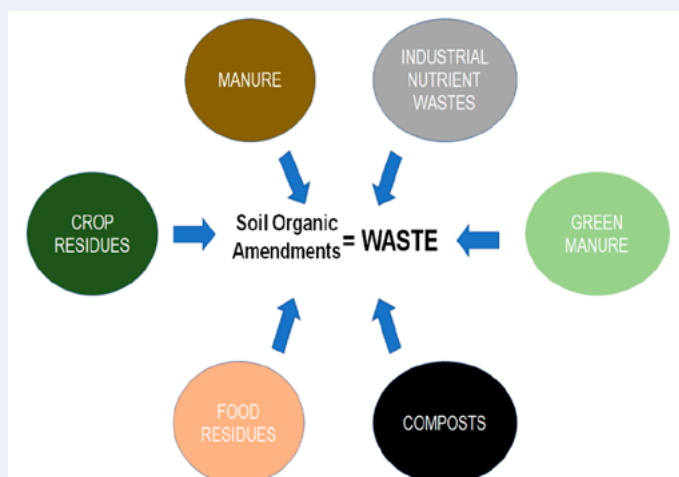 MANURE
INDUSTRIAL
NUTRIENT
WASTES
CROP
RESIDUES
Soil Organic
Amendments
= WASTE
GREEN
MANURE
FOOD
RESIDUES
COMPOSTS